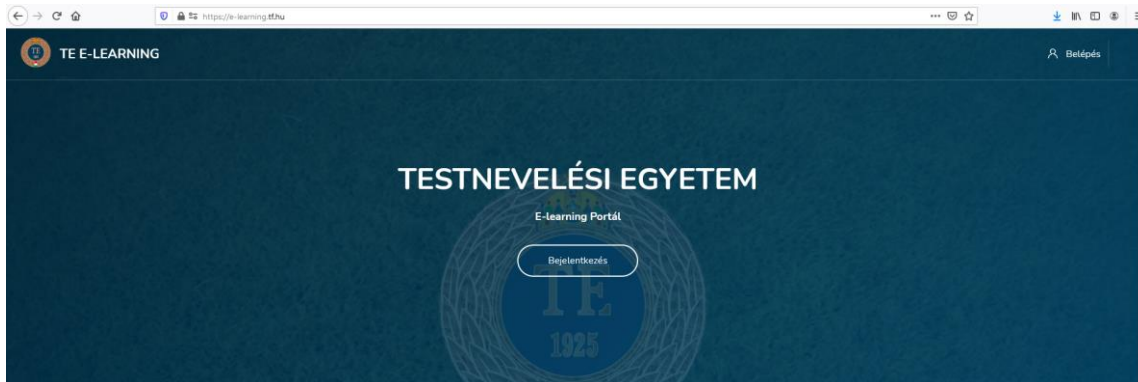 https://e-learning.tf.hu
TE E-LEARNING
Belépés
TESTNEVELÉSI EGYETEM
E-learning Portál
Bejelentkezés
TE
1925